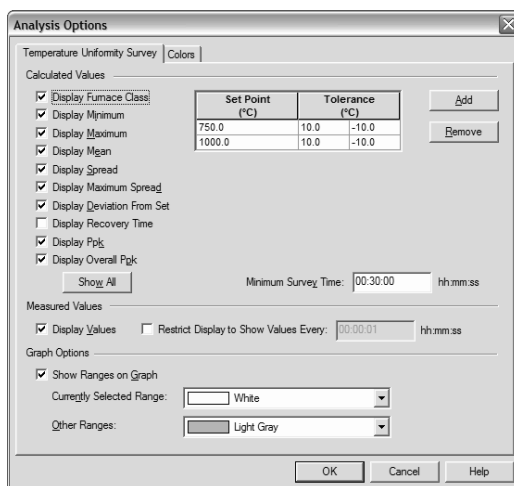 Analysis Options
Temperature Uniformity Survey Colors
Calculated Values
Display Furnace Class
Display Minimum
Display Maximum
Display Mean
Display Spread
Display Maximum Spread
Display Deviation From Set
Display Recovery Time
Display Ppk
Display Overall Ppk
Show All
Set Point (°C) Tolerance (°C)
750.0 10.0 -10.0
1000.0 10.0 -10.0
Add
Remove
Minimum Survey Time: 00:30:00 hh:mm:ss
Measured Values
Display Values Restrict Display to Show Values Every: 00:00:01 hh:mm:ss
Graph Options
Show Ranges on Graph
Currently Selected Range: White
Other Ranges: Light Gray
OK Cancel Help